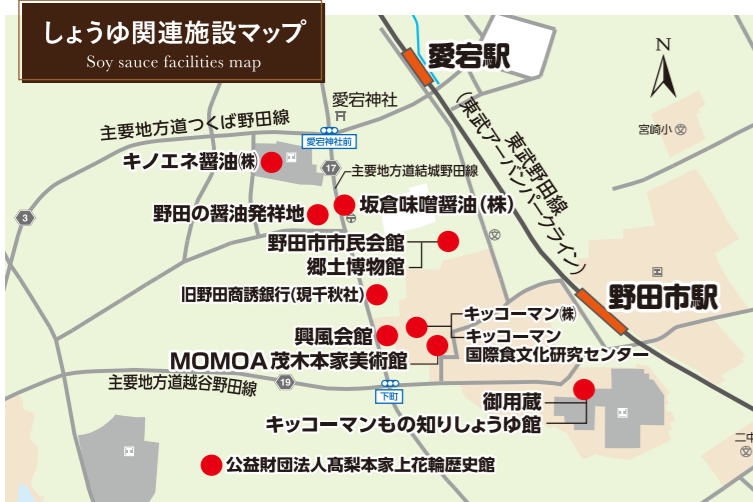 しょうゆ関連施設マップ
Soy sauce facilities map
愛宕駅
N
愛宕神社
主要地方道つくば野田線
宮崎小
愛宕神社前
東武野田線
(東武アーバンパークライン)
キノエネ醤油㈱
17
主要地方道結城野田線
坂倉味噌醤油(株)
野田の醤油発祥地
3
野田市市民会館
郷土博物館
野田市駅
旧野田商誘銀行(現千秋社)
キッコーマン㈱
興風会館
キッコーマン
国際食文化研究センター
MOMOA茂木本家美術館
主要地方道越谷野田線
19
下町
御用蔵
キッコーマンもの知りしょうゆ館
二中
公益財団法人髙梨本家上花輪歴史館